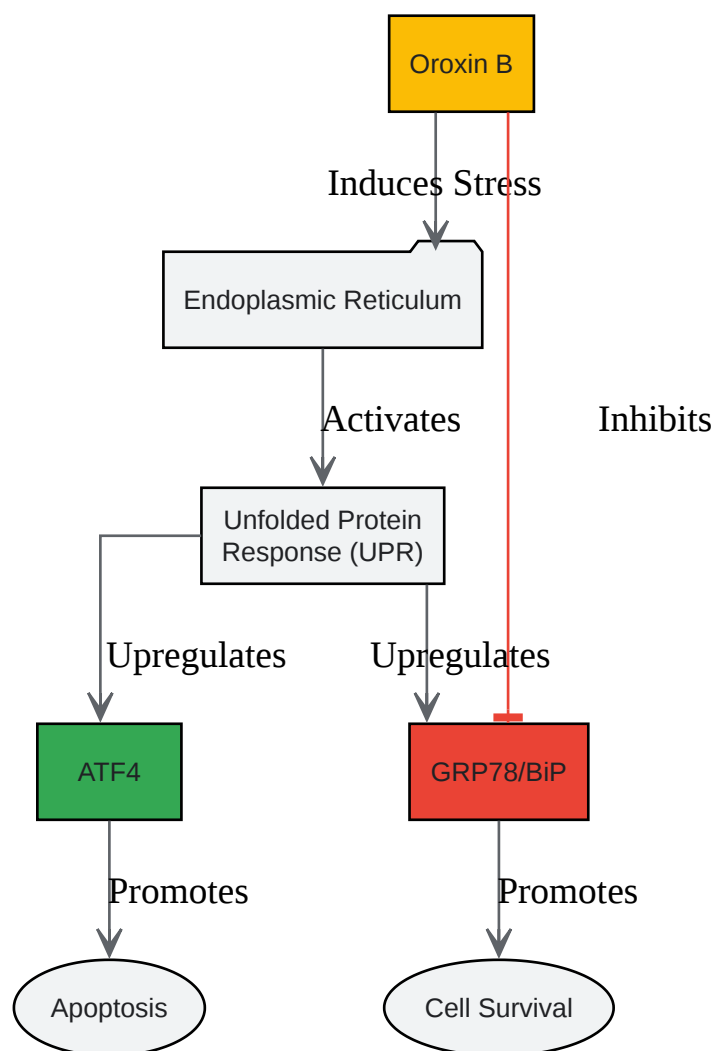 Oroxin B
Induces Stress
Endoplasmic Reticulum
Activates
Inhibits
Unfolded Protein
Response (UPR)
Upregulates
Upregulates
ATF4
GRP78/BiP
Promotes
Promotes
Apoptosis
Cell Survival